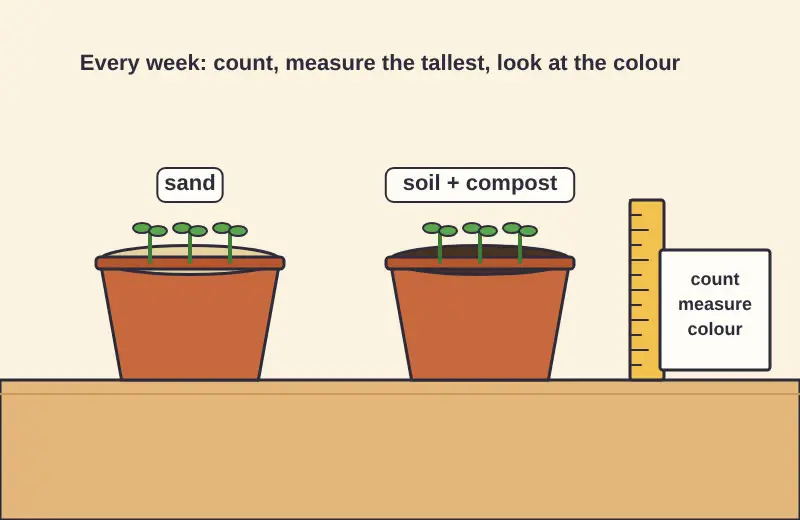 Every week: count, measure the tallest, look at the colour
sand
soil + compost
count
measure
colour